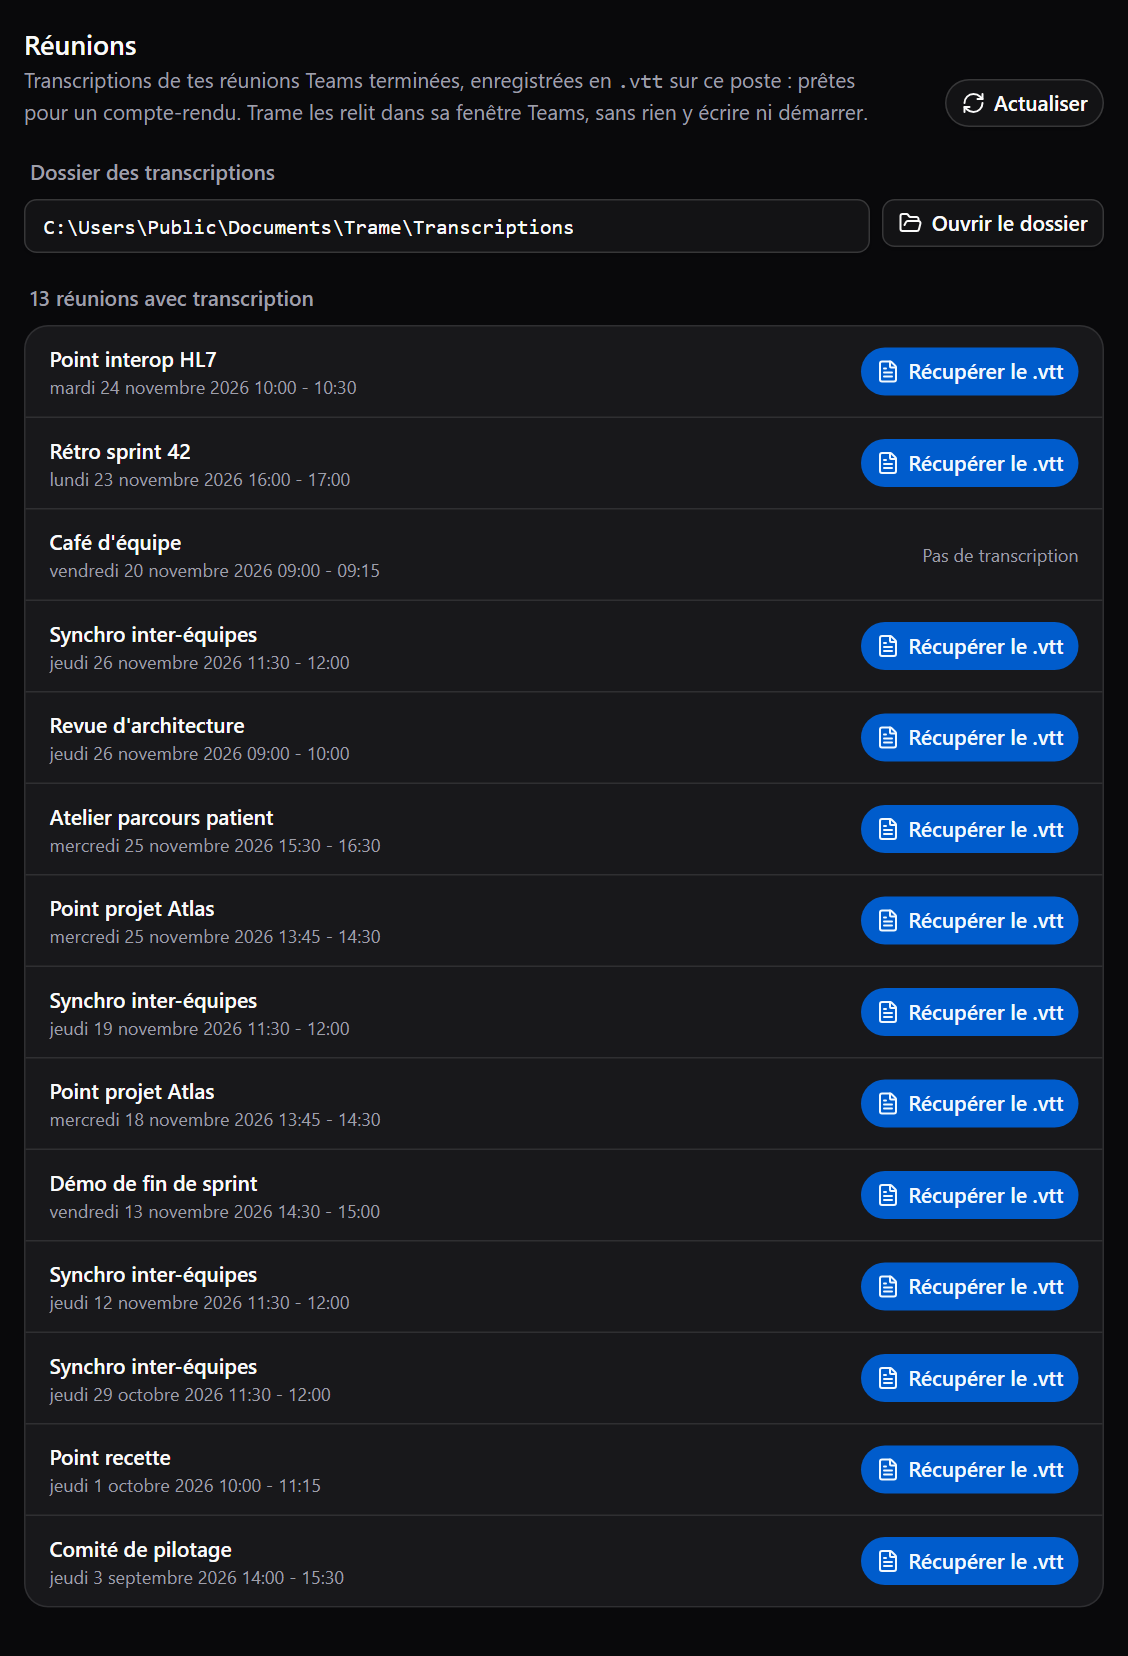 Réunions
Transcriptions de tes réunions Teams terminées, enregistrées en .vtt sur ce poste : prêtes
pour un compte-rendu. Trame les relit dans sa fenêtre Teams, sans rien y écrire ni démarrer.
Actualiser
Dossier des transcriptions
C:\Users\Public\Documents\Trame\Transcriptions
Ouvrir le dossier
13 réunions avec transcription
Point interop HL7
mardi 24 novembre 2026 10:00 - 10:30
Récupérer le .vtt
Rétro sprint 42
lundi 23 novembre 2026 16:00 - 17:00
Récupérer le .vtt
Café d'équipe
vendredi 20 novembre 2026 09:00 - 09:15
Pas de transcription
Synchro inter-équipes
jeudi 26 novembre 2026 11:30 - 12:00
Récupérer le .vtt
Revue d'architecture
jeudi 26 novembre 2026 09:00 - 10:00
Récupérer le .vtt
Atelier parcours patient
mercredi 25 novembre 2026 15:30 - 16:30
Récupérer le .vtt
Point projet Atlas
mercredi 25 novembre 2026 13:45 - 14:30
Récupérer le .vtt
Synchro inter-équipes
jeudi 19 novembre 2026 11:30 - 12:00
Récupérer le .vtt
Point projet Atlas
mercredi 18 novembre 2026 13:45 - 14:30
Récupérer le .vtt
Démo de fin de sprint
vendredi 13 novembre 2026 14:30 - 15:00
Récupérer le .vtt
Synchro inter-équipes
jeudi 12 novembre 2026 11:30 - 12:00
Récupérer le .vtt
Synchro inter-équipes
jeudi 29 octobre 2026 11:30 - 12:00
Récupérer le .vtt
Point recette
jeudi 1 octobre 2026 10:00 - 11:15
Récupérer le .vtt
Comité de pilotage
jeudi 3 septembre 2026 14:00 - 15:30
Récupérer le .vtt